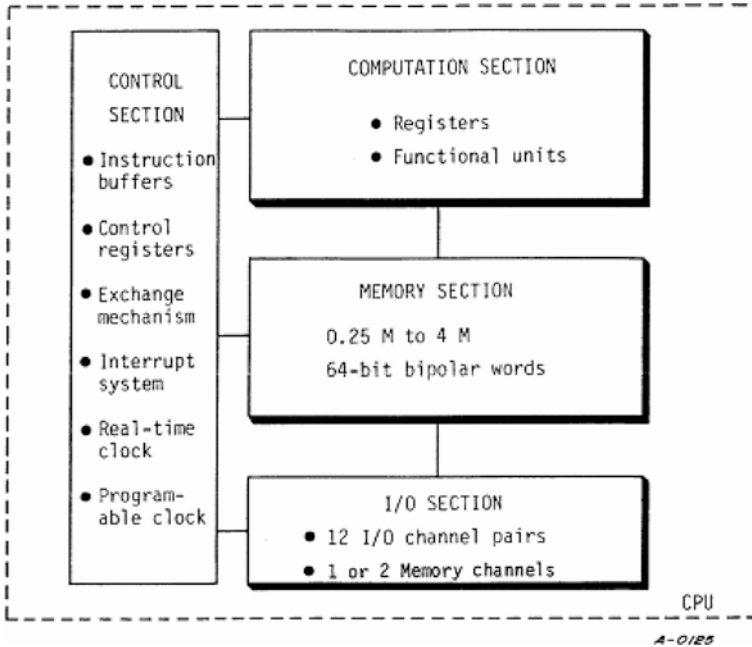 CONTROL
SECTION
● Instruction
buffers
● Control
registers
● Exchange
mechanism
● Interrupt
system
● Real-time
clock
● Program-
able clock
COMPUTATION SECTION
● Registers
● Functional units
MEMORY SECTION
0.25 M to 4 M
64-bit bipolar words
I/O SECTION
● 12 I/O channel pairs
● 1 or 2 Memory channels
CPU
A-0125